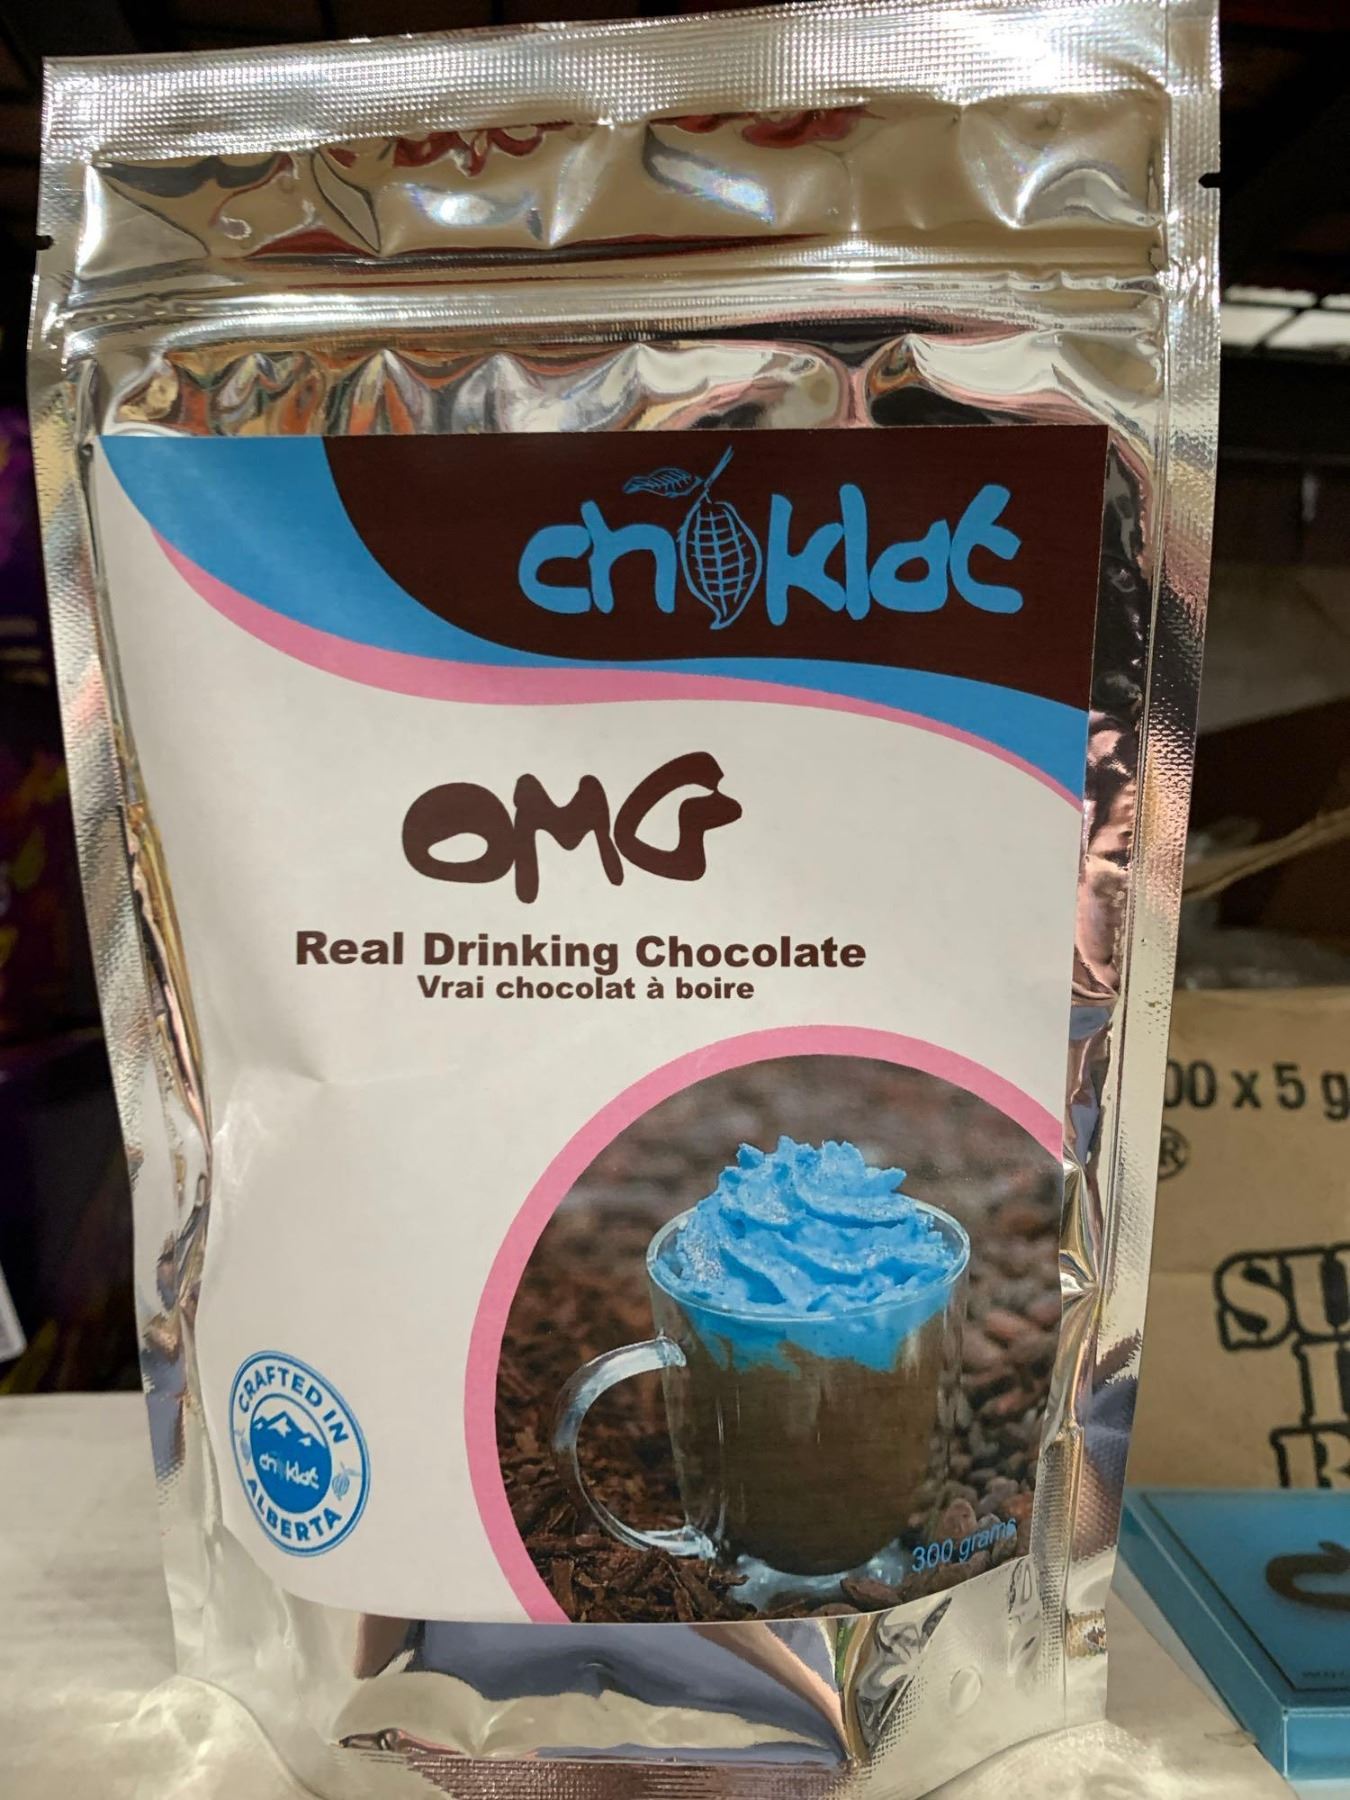 choklat
OMG
Real Drinking Chocolate
Vrai chocolat à boire
CRAFTED IN
choklat
ALBERTA
300 grams
00 x 5 g
®